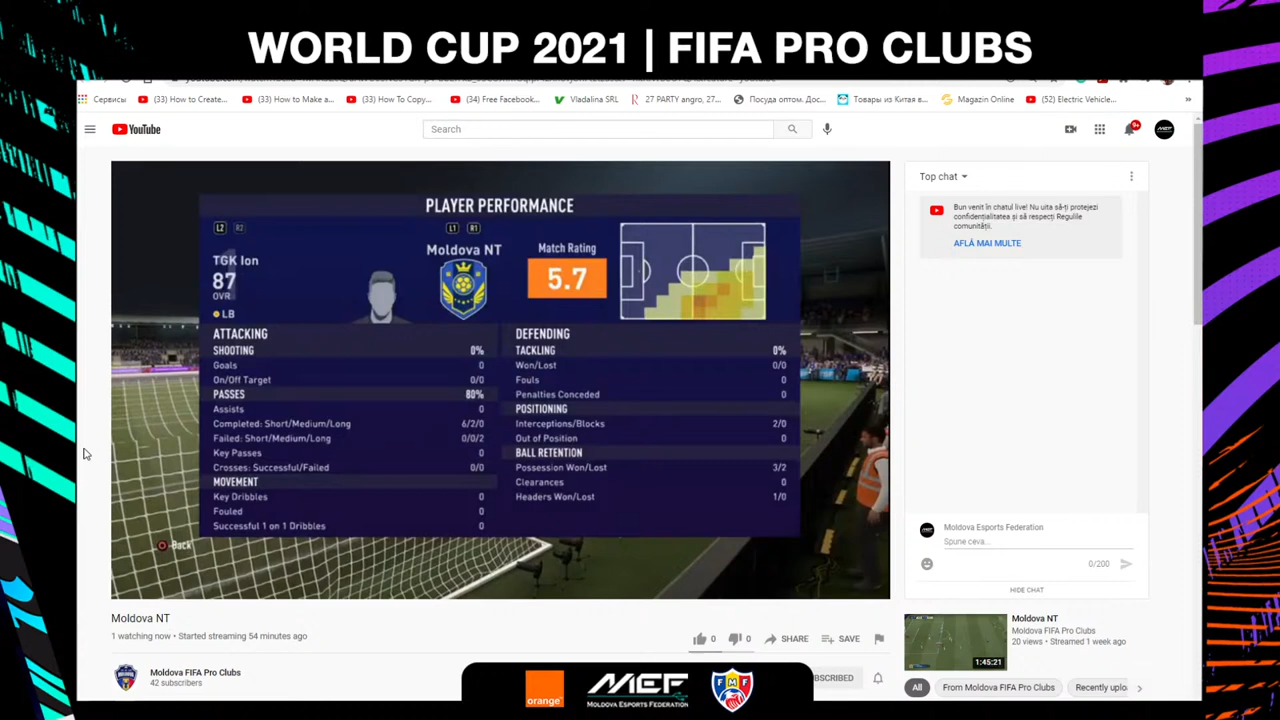 WORLD CUP 2021 | FIFA PRO CLUBS
Сервисы
(33) How to Create...
(33) How to Make a...
(33) How To Copy...
(34) Free Facebook...
Vladalina SRL
27 PARTY angro, 27...
Посуда оптом. Дос...
Товары из Китая в...
Magazin Online
(52) Electric Vehicle...
»
YouTube
Search
9+
PLAYER PERFORMANCE
L2 R2
L1 R1
TGK Ion
87
OVR
LB
Moldova NT
Match Rating
5.7
ATTACKING
SHOOTING 0%
Goals 0
On/Off Target 0/0
PASSES 80%
Assists 0
Completed: Short/Medium/Long 6/2/0
Failed: Short/Medium/Long 0/0/2
Key Passes 0
Crosses: Successful/Failed 0/0
MOVEMENT
Key Dribbles 0
Fouled 0
Successful 1 on 1 Dribbles 0
DEFENDING
TACKLING 0%
Won/Lost 0/0
Fouls 0
Penalties Conceded 0
POSITIONING
Interceptions/Blocks 2/0
Out of Position 0
BALL RETENTION
Possession Won/Lost 3/2
Clearances 0
Headers Won/Lost 1/0
Back
Top chat
Bun venit în chatul live! Nu uita să-ți protejezi
confidențialitatea și să respecți Regulile
comunității.
AFLĂ MAI MULTE
Moldova Esports Federation
Spune ceva...
0/200
HIDE CHAT
Moldova NT
1 watching now • Started streaming 54 minutes ago
0
0
SHARE
SAVE
Moldova FIFA Pro Clubs
42 subscribers
Moldova NT
Moldova FIFA Pro Clubs
20 views • Streamed 1 week ago
1:45:21
All
From Moldova FIFA Pro Clubs
Recently uplo
orange
MEF
MOLDOVA ESPORTS FEDERATION
FMF